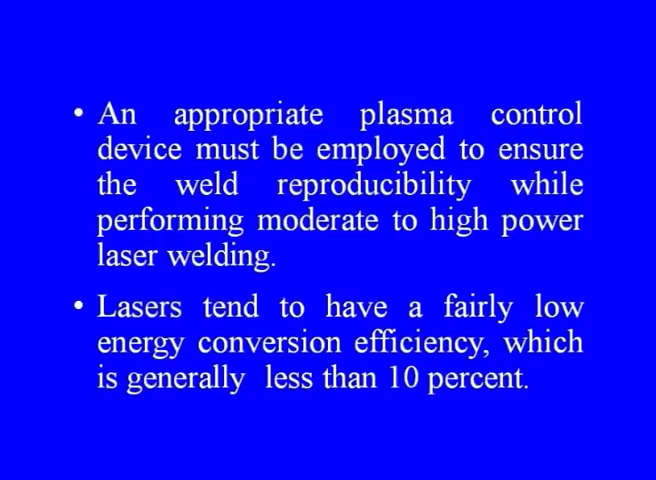 • An appropriate plasma control
device must be employed to ensure
the weld reproducibility while
performing moderate to high power
laser welding.
• Lasers tend to have a fairly low
energy conversion efficiency, which
is generally less than 10 percent.